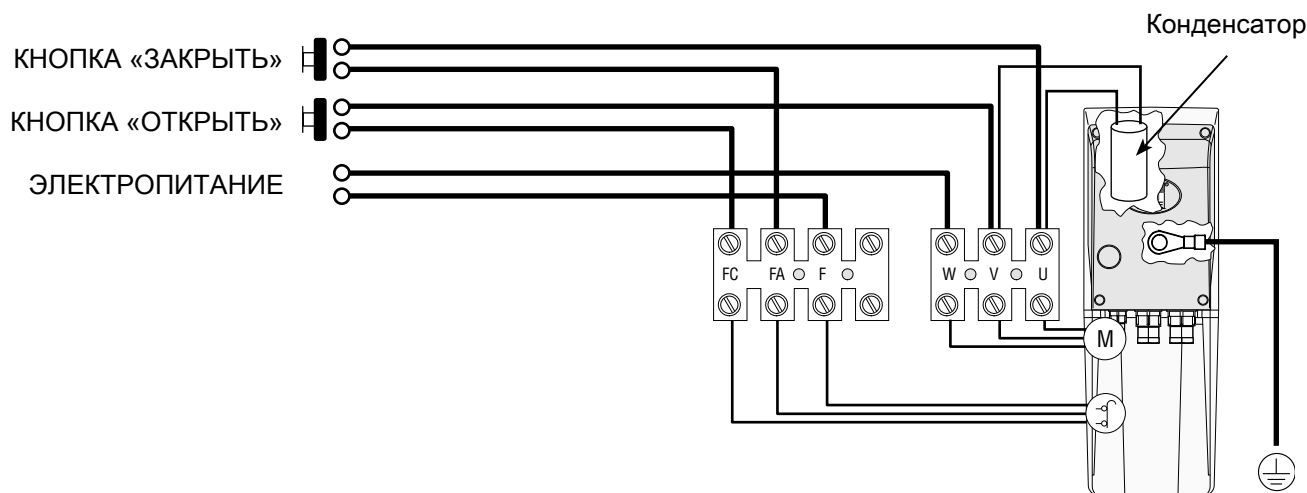 Конденсатор
КНОПКА «ЗАКРЫТЬ»
КНОПКА «ОТКРЫТЬ»
ЭЛЕКТРОПИТАНИЕ
FC FA F W V U
M